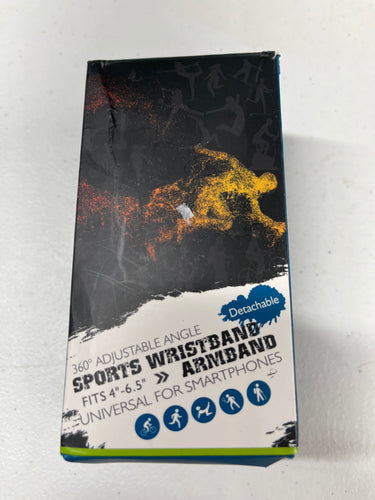 Detachable
360° ADJUSTABLE ANGLE
SPORTS WRISTBAND
FITS 4"-6.5" >> ARMBAND
UNIVERSAL FOR SMARTPHONES